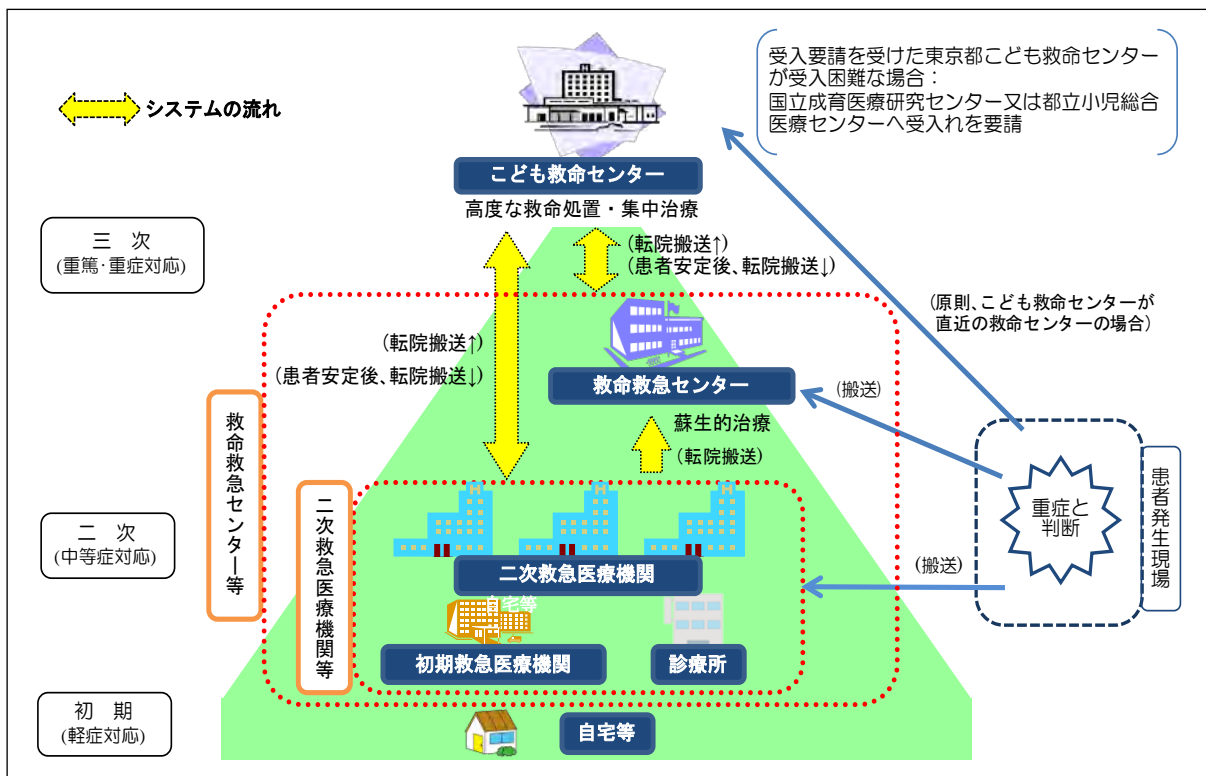 受入要請を受けた東京都こども救命センター
が受入困難な場合：
国立成育医療研究センター又は都立小児総合
医療センターへ受入れを要請
システムの流れ
こども救命センター
高度な救命処置・集中治療
三 次
(重篤・重症対応)
(転院搬送↑)
(患者安定後、転院搬送↓)
(原則、こども救命センターが
直近の救命センターの場合)
(転院搬送↑)
(患者安定後、転院搬送↓)
救命救急センター
(搬送)
蘇生的治療
(転院搬送)
救命救急センター等
二次救急医療機関等
H
H
H
二 次
(中等症対応)
重症と
判断
患者発生現場
二次救急医療機関
(搬送)
自宅等
初期救急医療機関
診療所
初 期
(軽症対応)
自宅等